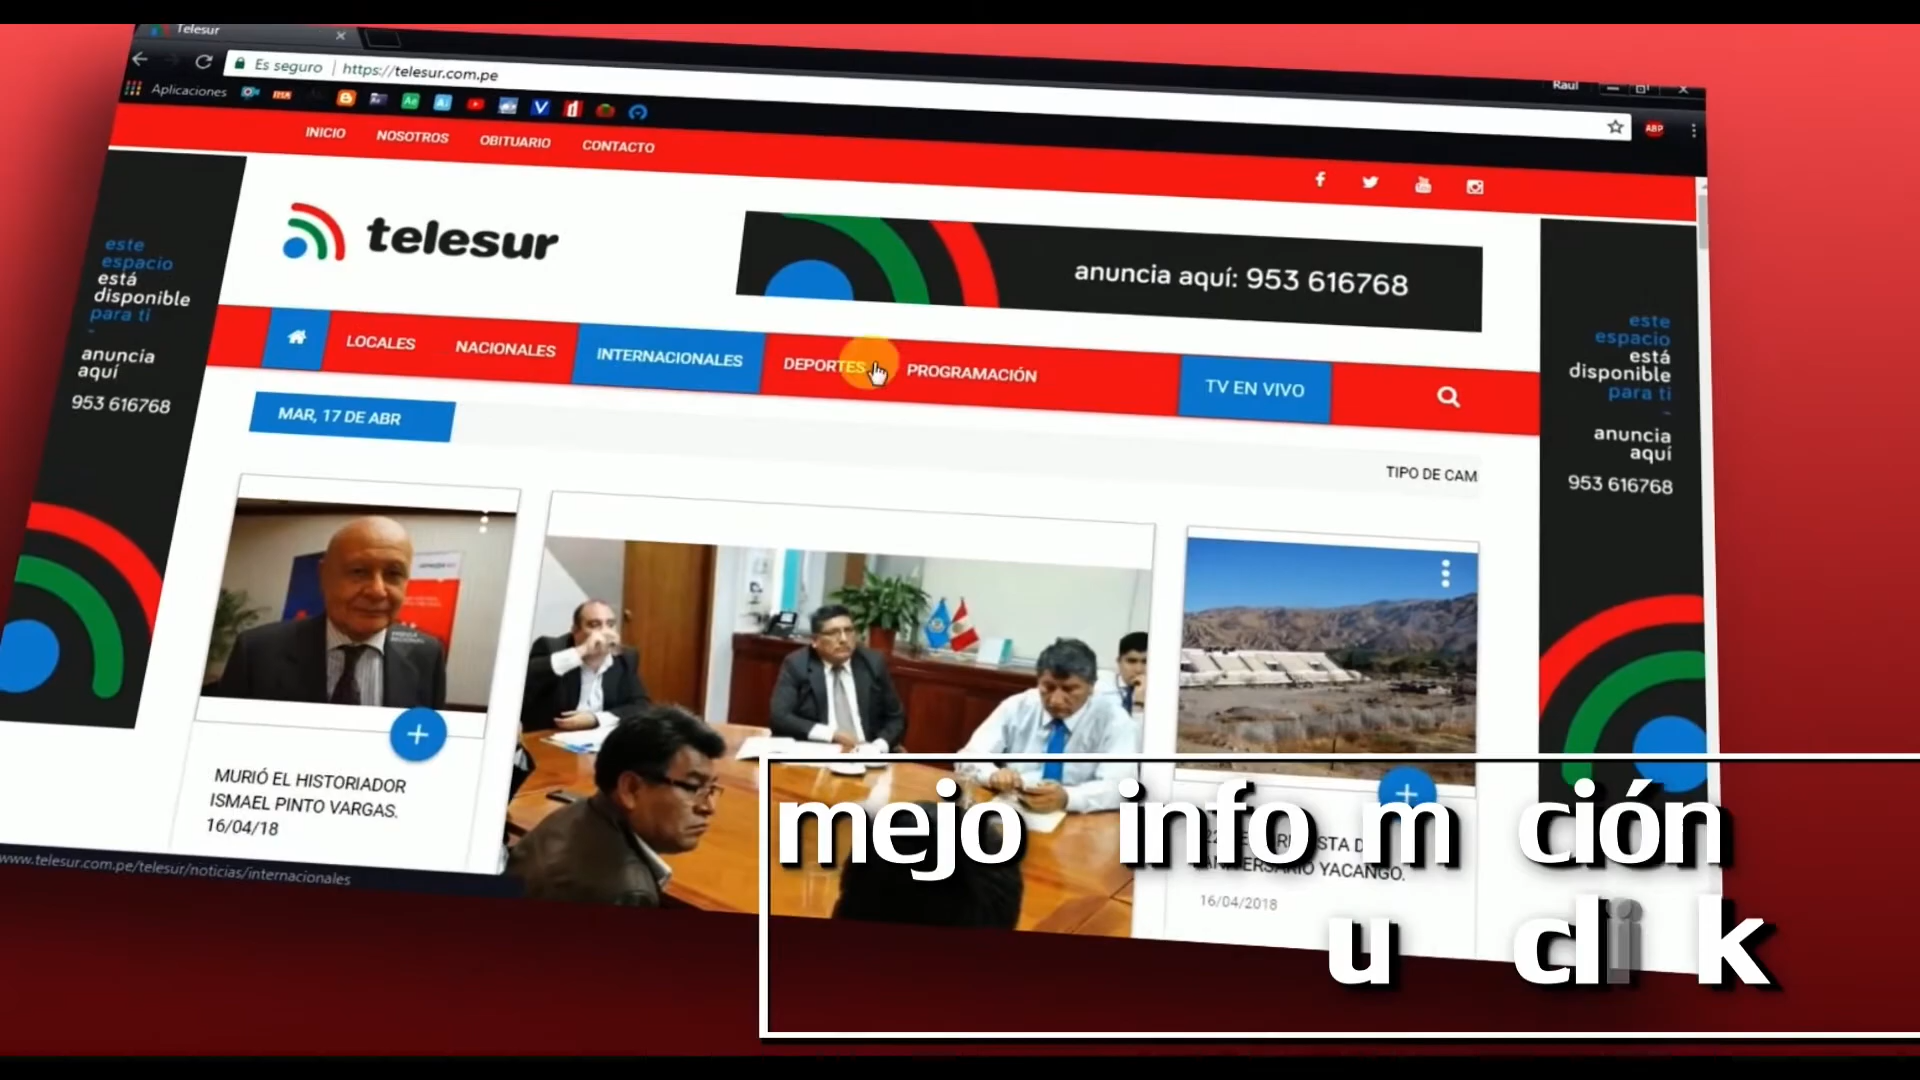 Telesur
Raul
Es seguro | https://telesur.com.pe
ABP
Aplicaciones
INICIO NOSOTROS OBITUARIO CONTACTO
telesur
anuncia aquí: 953 616768
este
espacio
está
disponible
para ti
anuncia
aquí
953 616768
LOCALES NACIONALES INTERNACIONALES DEPORTES PROGRAMACIÓN TV EN VIVO
este
espacio
está
disponible
para ti
anuncia
aquí
953 616768
MAR, 17 DE ABR
TIPO DE CAM
MURIÓ EL HISTORIADOR
ISMAEL PINTO VARGAS.
16/04/18
YACANGO.
16/04/2018
www.telesur.com.pe/telesur/noticias/internacionales
mejo info m ción
u clik